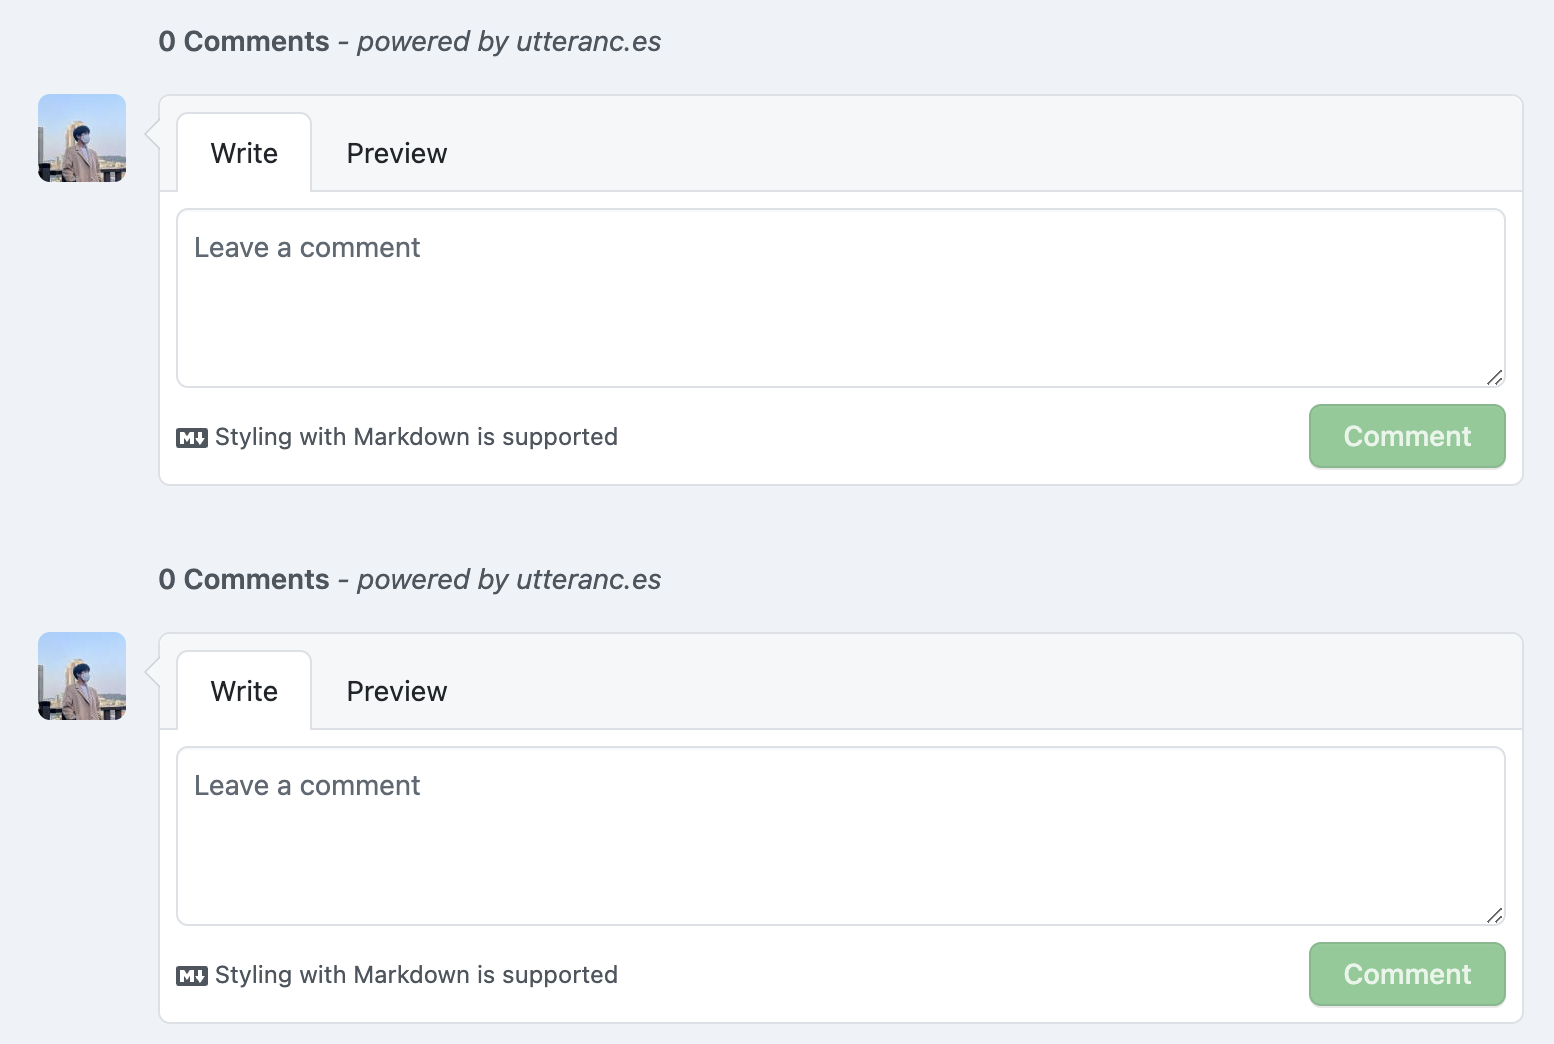 0 Comments - powered by utteranc.es
Write Preview
Leave a comment
M↓ Styling with Markdown is supported
Comment
0 Comments - powered by utteranc.es
Write Preview
Leave a comment
M↓ Styling with Markdown is supported
Comment